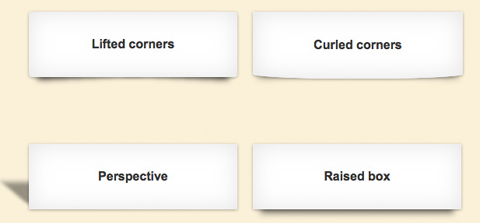 Lifted corners
Curled corners
Perspective
Raised box